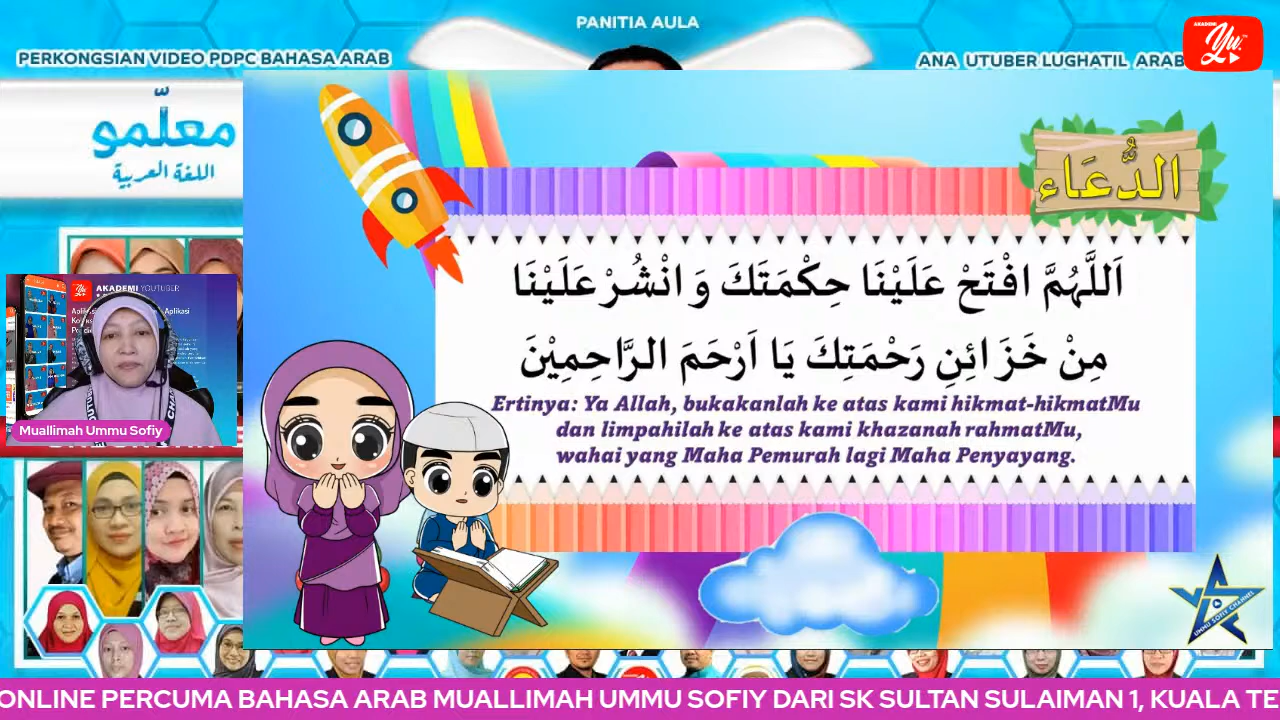 PANITIA AULA
PERKONGSIAN VIDEO PDPC BAHASA ARAB
ANA UTUBER LUGHATIL ARAB
AKADEMI
Yu
معلّمو
اللغة العربية
الدُّعَاء
اَللَّهُمَّ افْتَحْ عَلَيْنَا حِكْمَتَكَ وَ انْشُرْ عَلَيْنَا
مِنْ خَزَائِنِ رَحْمَتِكَ يَا اَرْحَمَ الرَّاحِمِيْنَ
Ertinya: Ya Allah, bukakanlah ke atas kami hikmat-hikmatMu
dan limpahilah ke atas kami khazanah rahmatMu,
wahai yang Maha Pemurah lagi Maha Penyayang.
AKADEMI YOUTUBER
Aplikasi
Muallimah Ummu Sofiy
UMMU SOFIY CHANNEL
ONLINE PERCUMA BAHASA ARAB MUALLIMAH UMMU SOFIY DARI SK SULTAN SULAIMAN 1, KUALA TE